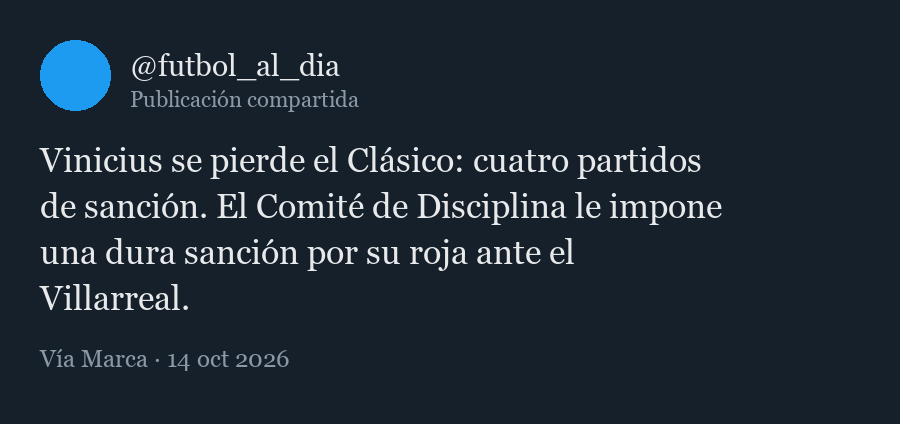 @futbol_al_dia
Publicación compartida
Vinicius se pierde el Clásico: cuatro partidos
de sanción. El Comité de Disciplina le impone
una dura sanción por su roja ante el
Villarreal.
Vía Marca · 14 oct 2026